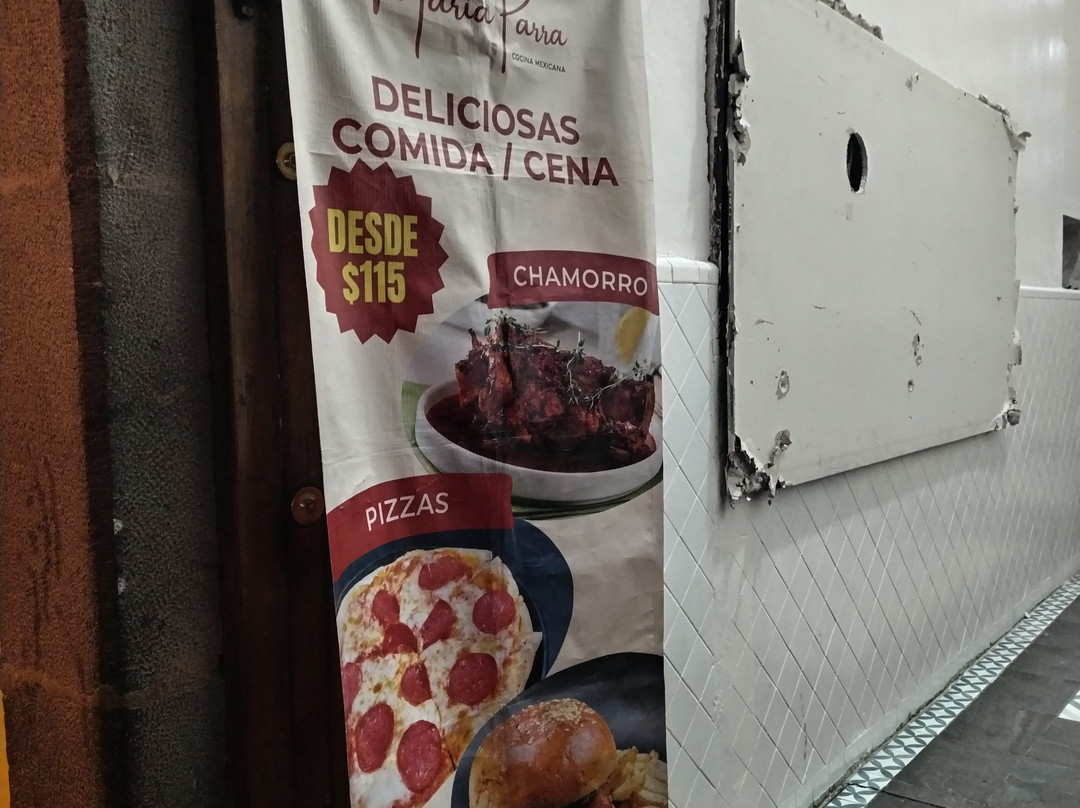 María Parra
COCINA MEXICANA
DELICIOSAS
COMIDA / CENA
DESDE
$115
CHAMORRO
PIZZAS